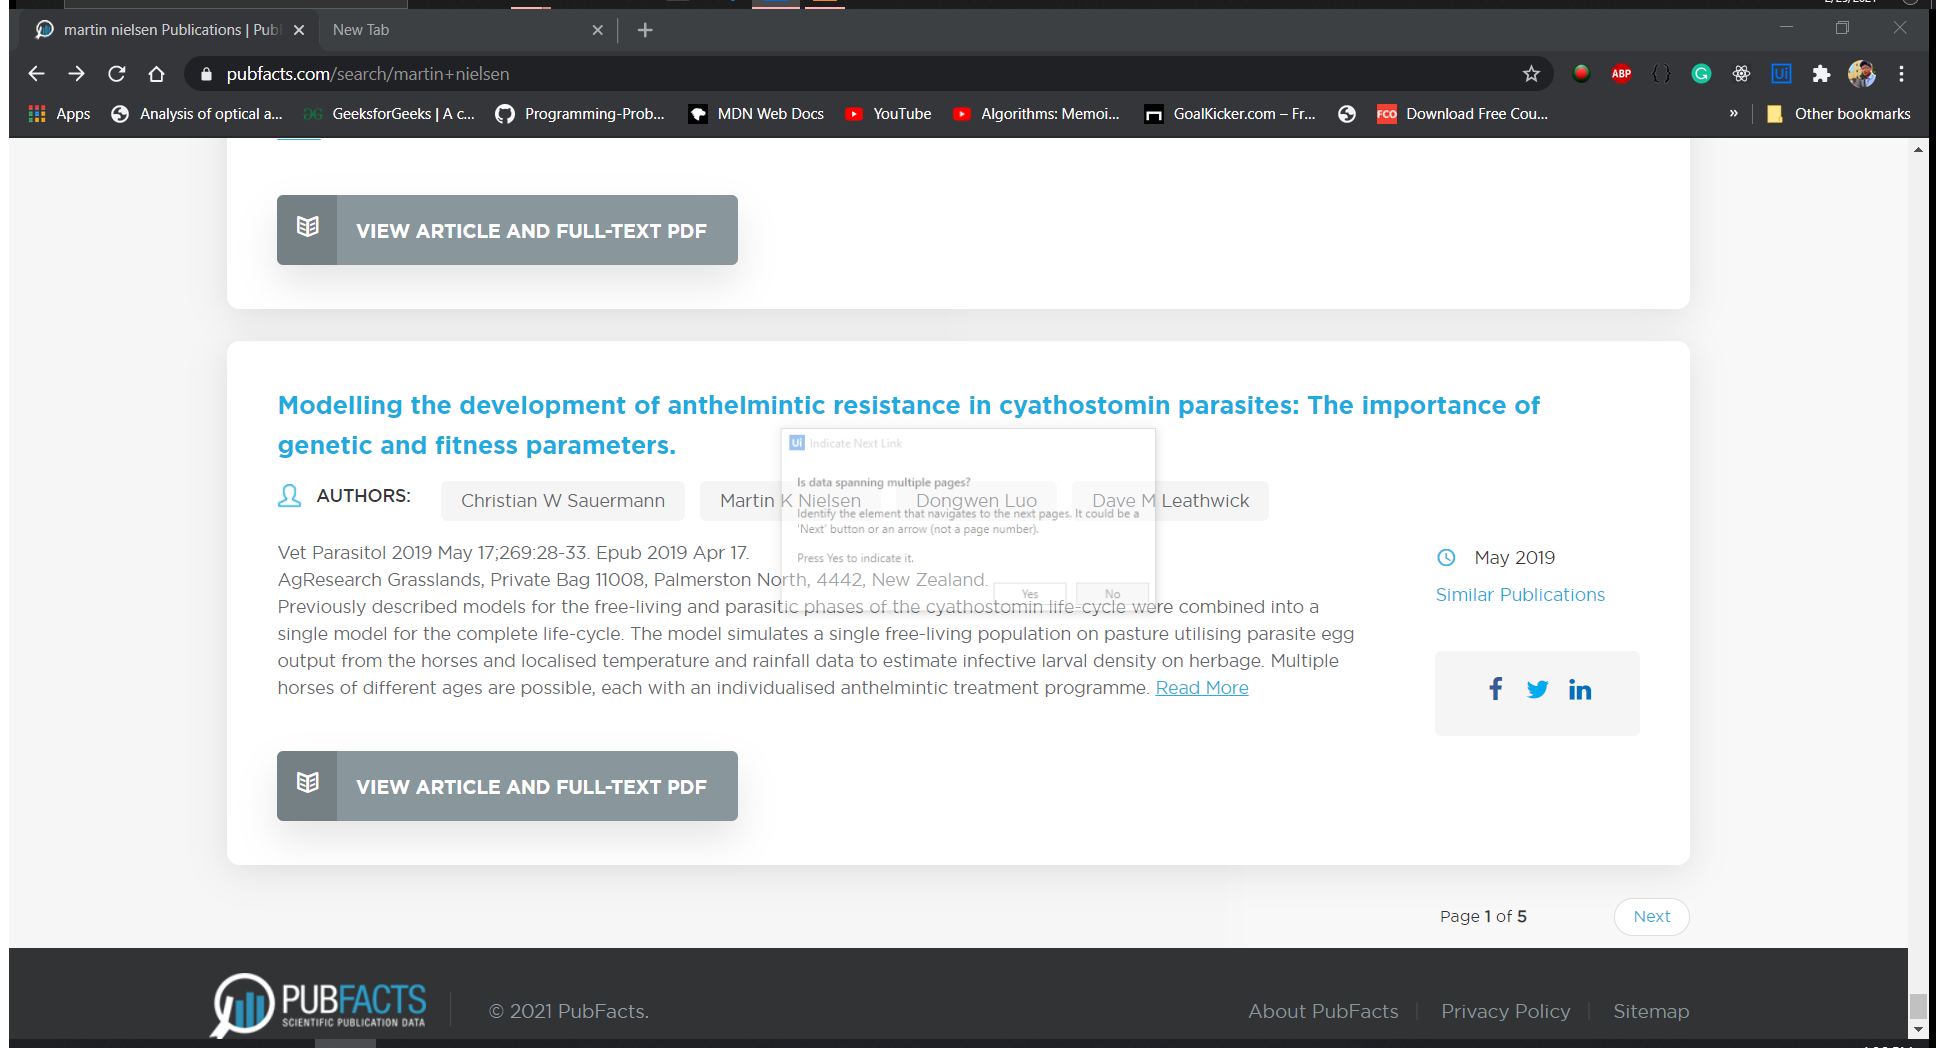 martin nielsen Publications | Pub
New Tab
pubfacts.com/search/martin+nielsen
ABP
{}
G
Ui
Apps
Analysis of optical a...
GeeksforGeeks | A c...
Programming-Prob...
MDN Web Docs
YouTube
Algorithms: Memoi...
GoalKicker.com – Fr...
FCO
Download Free Cou...
»
Other bookmarks
VIEW ARTICLE AND FULL-TEXT PDF
Modelling the development of anthelmintic resistance in cyathostomin parasites: The importance of
genetic and fitness parameters.
Ui Indicate Next Link
Is data spanning multiple pages?
AUTHORS: Christian W Sauermann Martin K Nielsen Dongwen Luo Dave M Leathwick
Identify the element that navigates to the next pages. It could be a
'Next' button or an arrow (not a page number).
Press Yes to indicate it.
Yes No
Vet Parasitol 2019 May 17;269:28-33. Epub 2019 Apr 17.
AgResearch Grasslands, Private Bag 11008, Palmerston North, 4442, New Zealand.
Previously described models for the free-living and parasitic phases of the cyathostomin life-cycle were combined into a
single model for the complete life-cycle. The model simulates a single free-living population on pasture utilising parasite egg
output from the horses and localised temperature and rainfall data to estimate infective larval density on herbage. Multiple
horses of different ages are possible, each with an individualised anthelmintic treatment programme. Read More
May 2019
Similar Publications
f in
VIEW ARTICLE AND FULL-TEXT PDF
Page 1 of 5
Next
PUBFACTS
SCIENTIFIC PUBLICATION DATA
© 2021 PubFacts.
About PubFacts
Privacy Policy
Sitemap